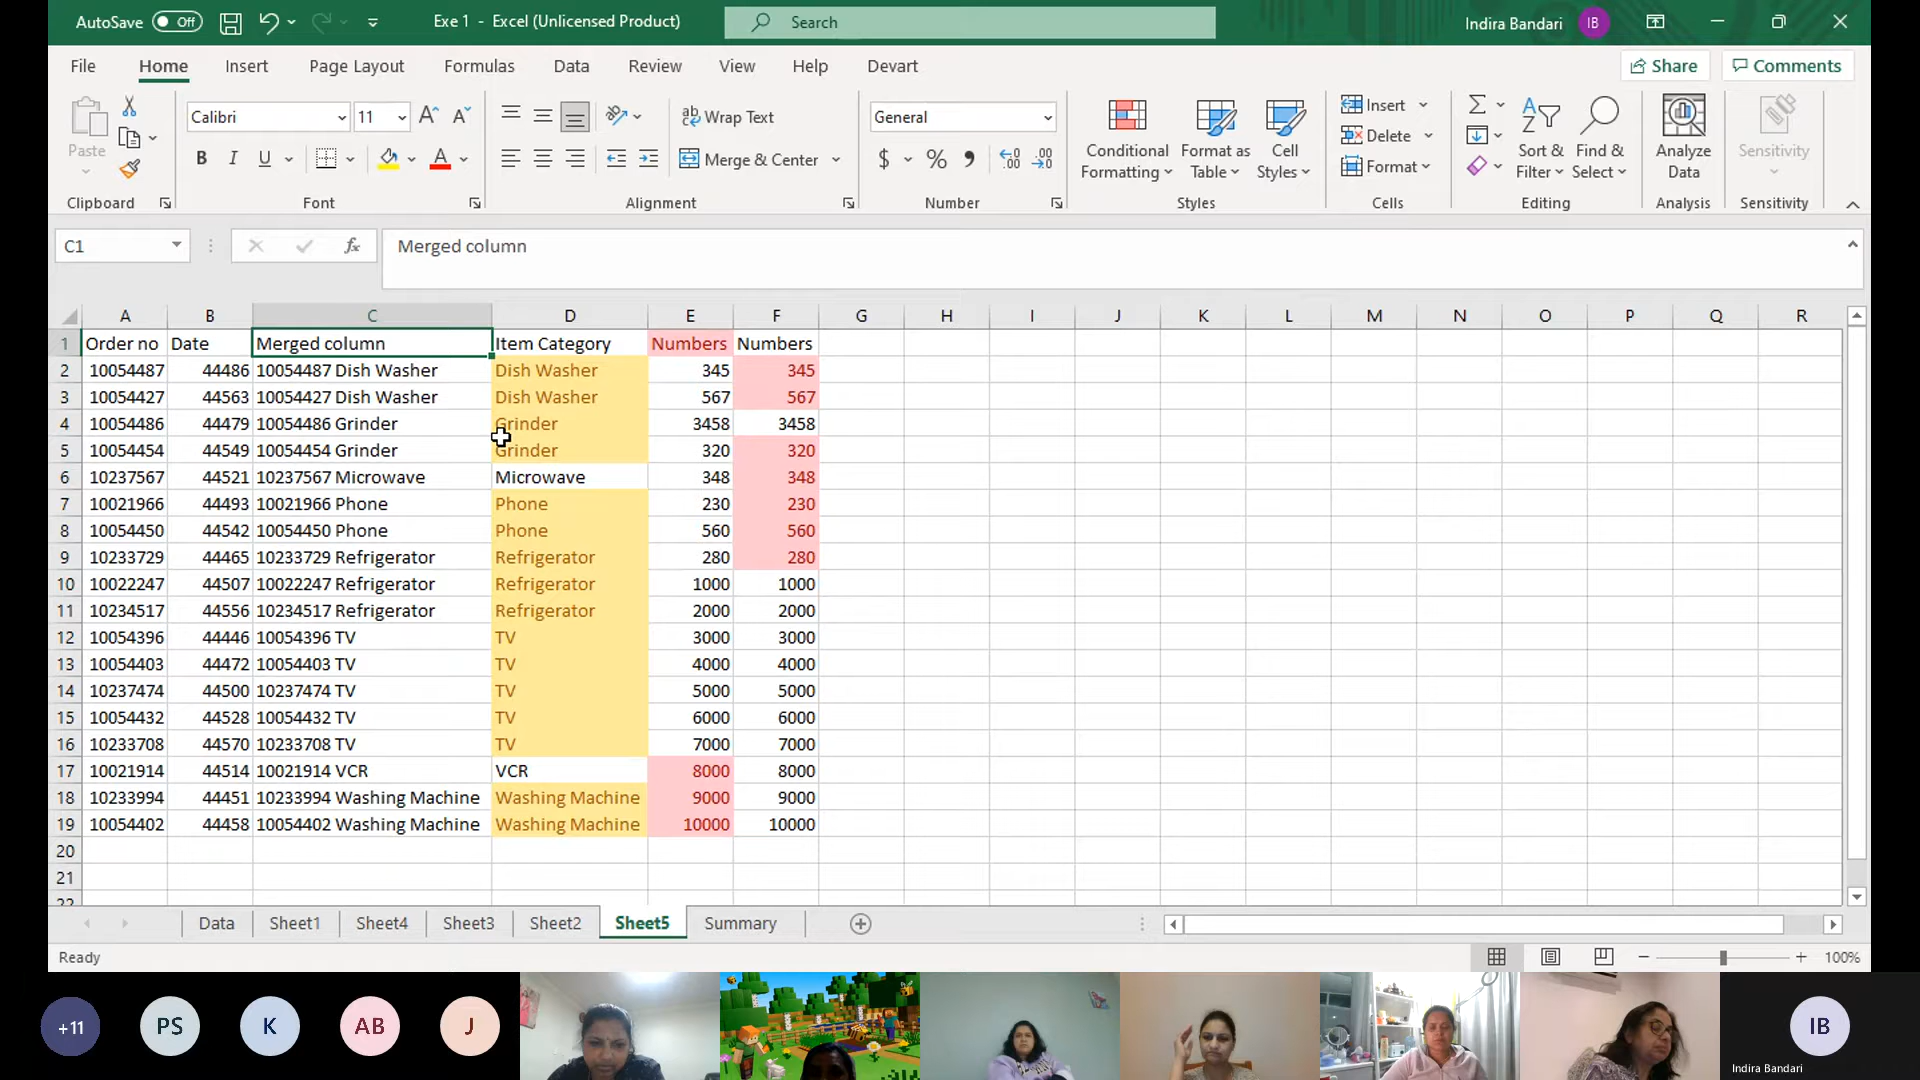 AutoSave Off Exe 1 - Excel (Unlicensed Product) Search Indira Bandari IB
File Home Insert Page Layout Formulas Data Review View Help Devart Share Comments
Paste Calibri 11 A A Wrap Text General Conditional Formatting Format as Table Cell Styles Insert Delete Format Sort & Filter Find & Select Analyze Data Sensitivity
B I U A Merge & Center $ % 9
Clipboard Font Alignment Number Styles Cells Editing Analysis Sensitivity
C1 fx Merged column
A B C D E F G H I J K L M N O P Q R
1 Order no Date Merged column Item Category Numbers Numbers
2 10054487 44486 10054487 Dish Washer Dish Washer 345 345
3 10054427 44563 10054427 Dish Washer Dish Washer 567 567
4 10054486 44479 10054486 Grinder Grinder 3458 3458
5 10054454 44549 10054454 Grinder Grinder 320 320
6 10237567 44521 10237567 Microwave Microwave 348 348
7 10021966 44493 10021966 Phone Phone 230 230
8 10054450 44542 10054450 Phone Phone 560 560
9 10233729 44465 10233729 Refrigerator Refrigerator 280 280
10 10022247 44507 10022247 Refrigerator Refrigerator 1000 1000
11 10234517 44556 10234517 Refrigerator Refrigerator 2000 2000
12 10054396 44446 10054396 TV TV 3000 3000
13 10054403 44472 10054403 TV TV 4000 4000
14 10237474 44500 10237474 TV TV 5000 5000
15 10054432 44528 10054432 TV TV 6000 6000
16 10233708 44570 10233708 TV TV 7000 7000
17 10021914 44514 10021914 VCR VCR 8000 8000
18 10233994 44451 10233994 Washing Machine Washing Machine 9000 9000
19 10054402 44458 10054402 Washing Machine Washing Machine 10000 10000
20
21
22
Data Sheet1 Sheet4 Sheet3 Sheet2 Sheet5 Summary
Ready 100%
+11 PS K AB J IB
Indira Bandari